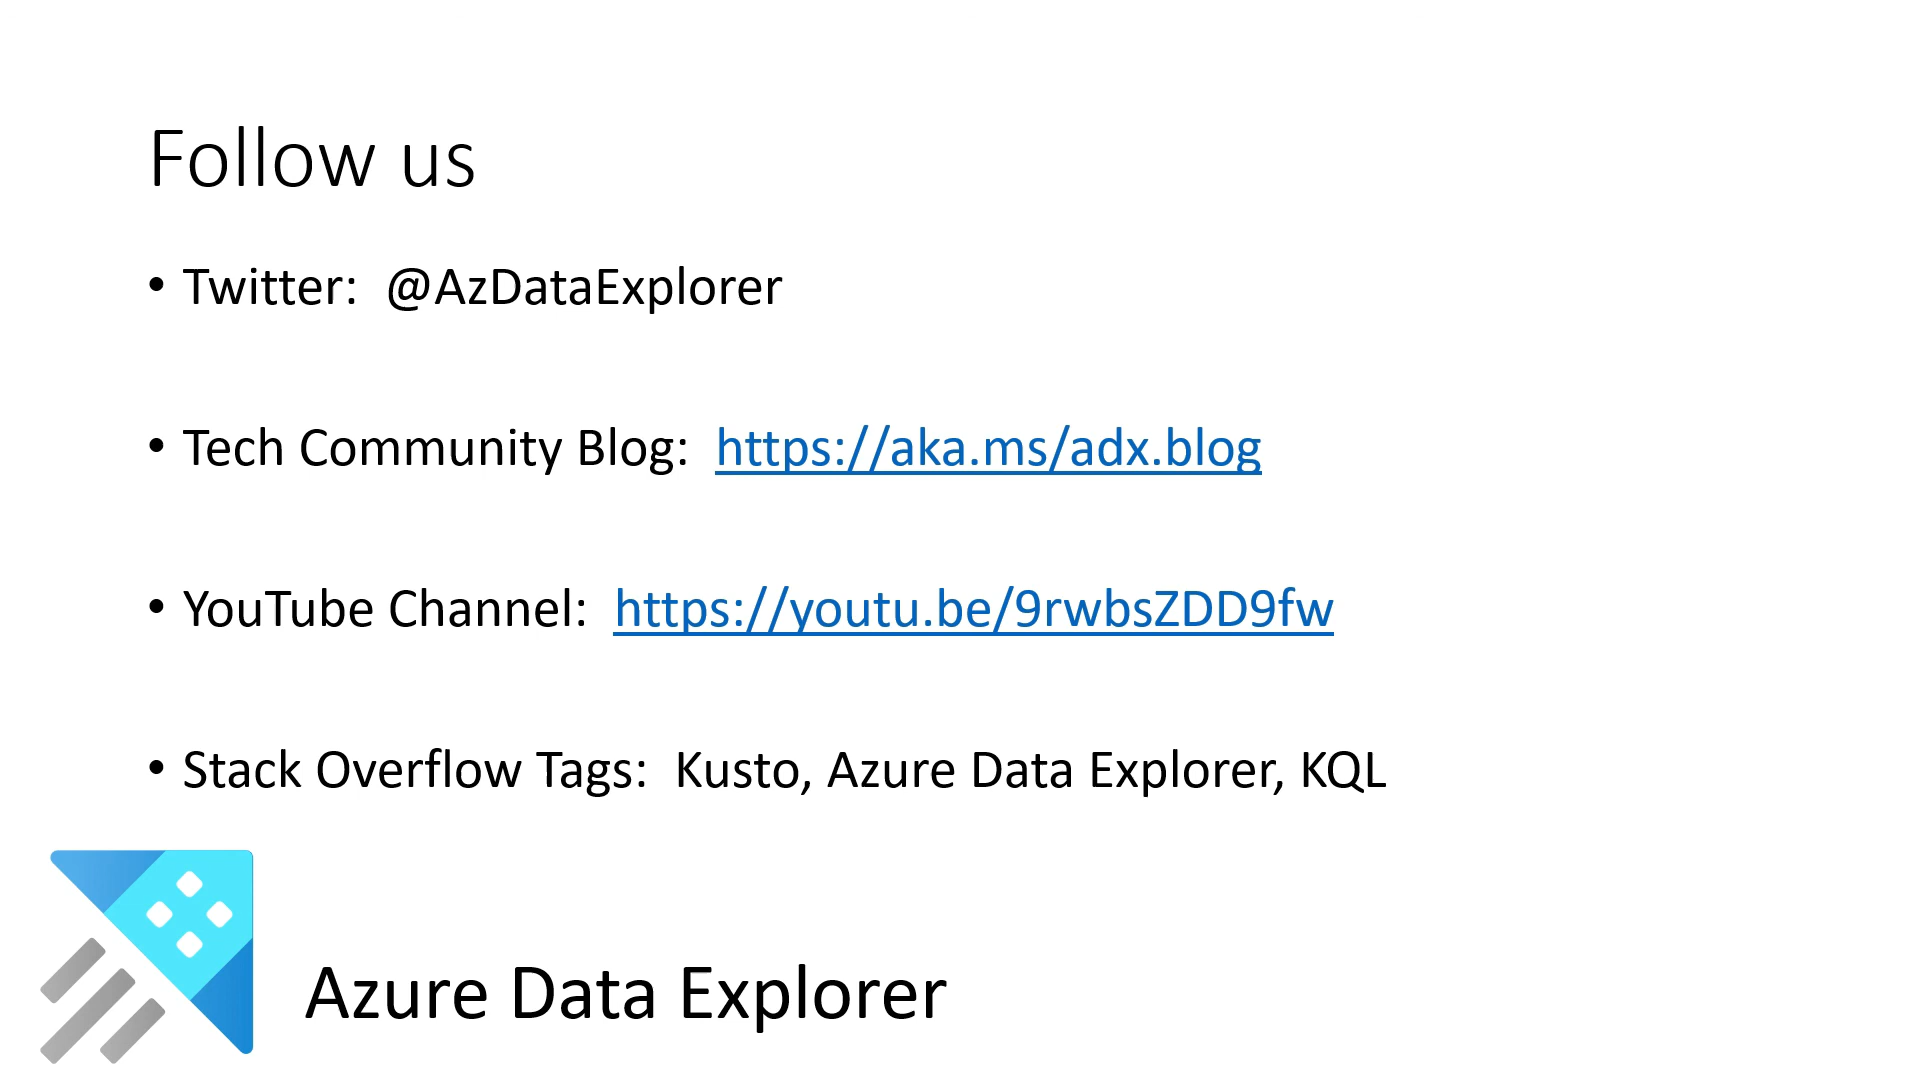 Follow us
• Twitter:  @AzDataExplorer
• Tech Community Blog:  https://aka.ms/adx.blog
• YouTube Channel:  https://youtu.be/9rwbsZDD9fw
• Stack Overflow Tags:  Kusto, Azure Data Explorer, KQL
Azure Data Explorer